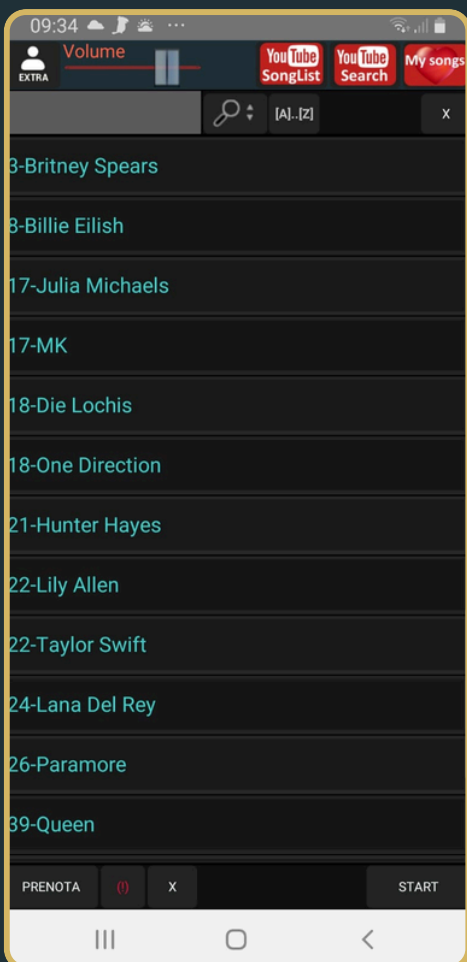 09:34
EXTRA
Volume
YouTube SongList
YouTube Search
My songs
[A]..[Z]
X
3-Britney Spears
8-Billie Eilish
17-Julia Michaels
17-MK
18-Die Lochis
18-One Direction
21-Hunter Hayes
22-Lily Allen
22-Taylor Swift
24-Lana Del Rey
26-Paramore
39-Queen
PRENOTA (!) X START